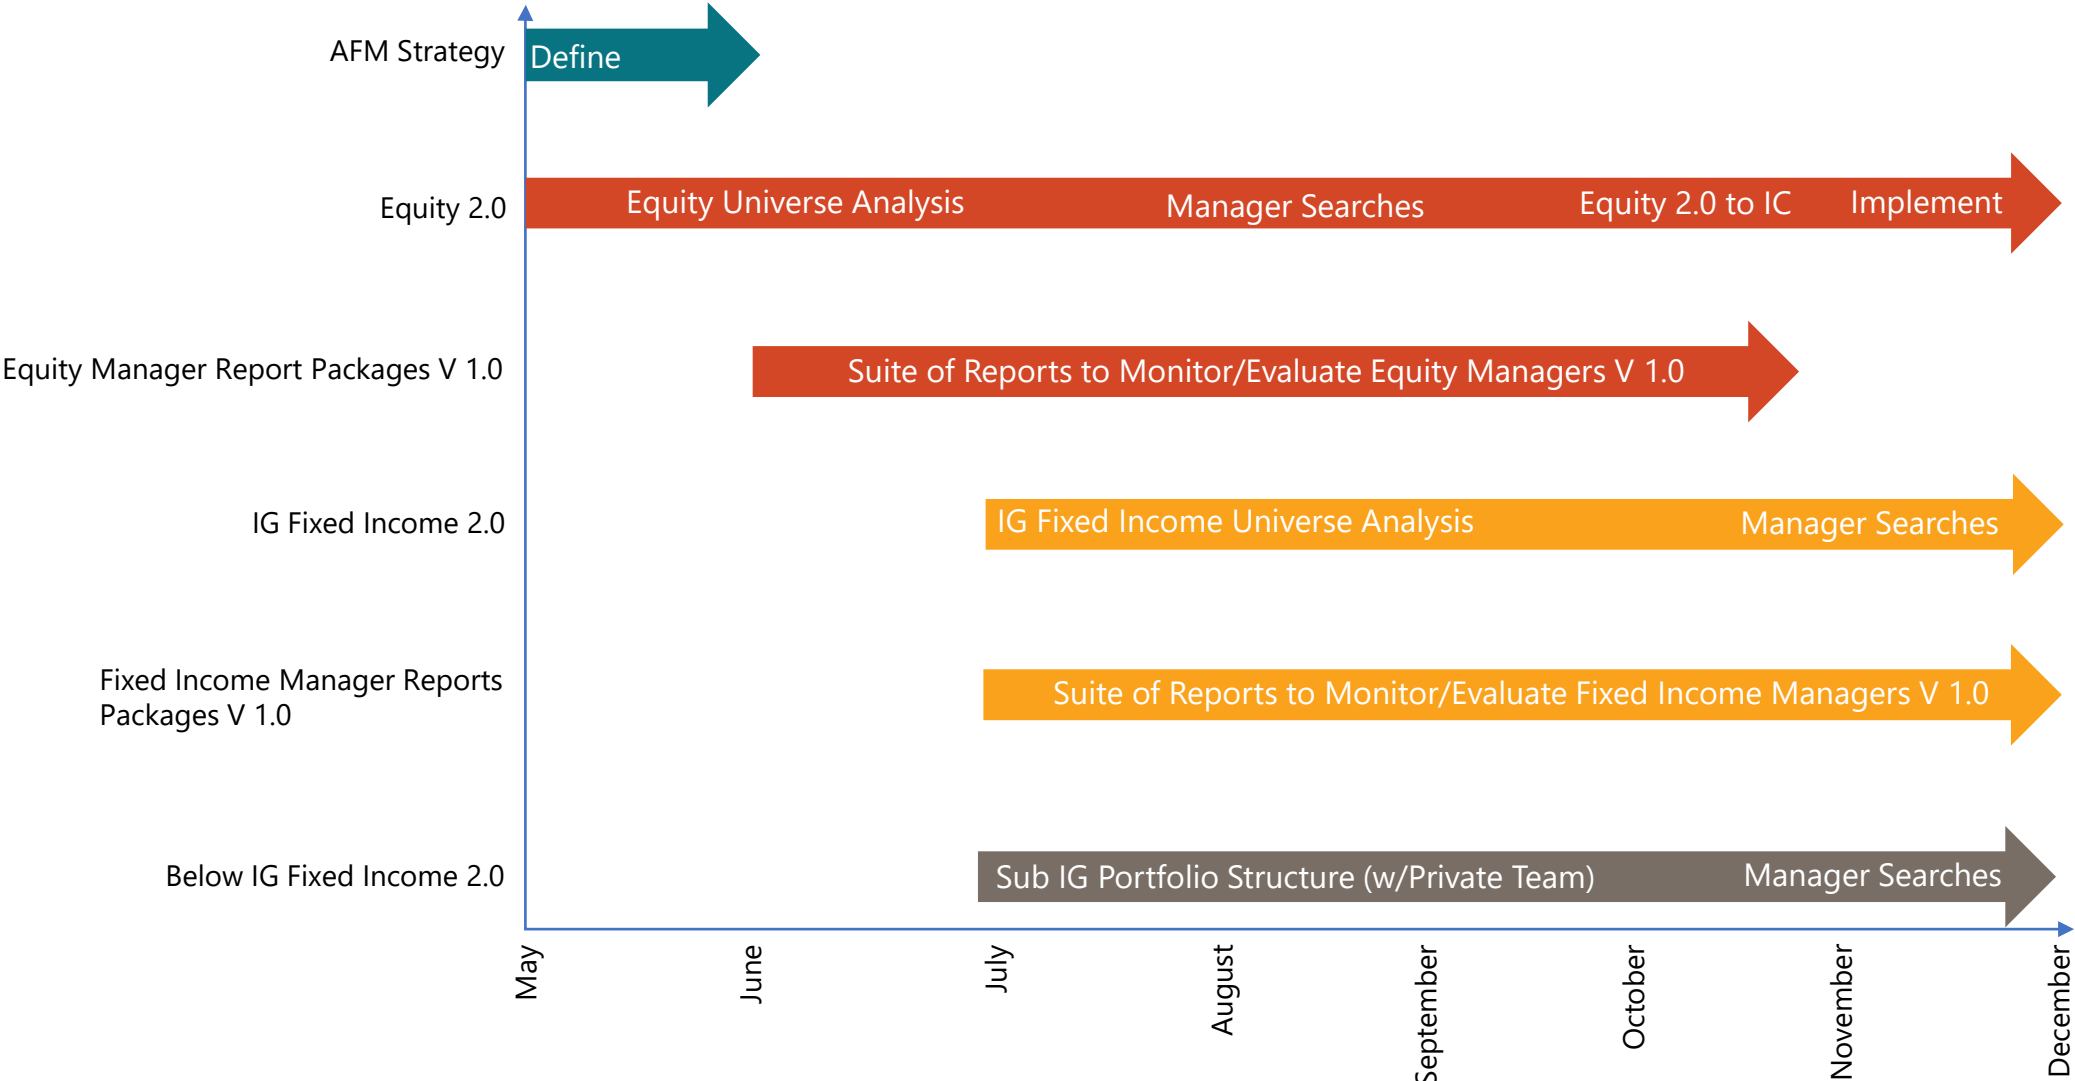 AFM Strategy
Define
Equity 2.0
Equity Universe Analysis
Manager Searches
Equity 2.0 to IC
Implement
Equity Manager Report Packages V 1.0
Suite of Reports to Monitor/Evaluate Equity Managers V 1.0
IG Fixed Income 2.0
IG Fixed Income Universe Analysis
Manager Searches
Fixed Income Manager Reports
Packages V 1.0
Suite of Reports to Monitor/Evaluate Fixed Income Managers V 1.0
Below IG Fixed Income 2.0
Sub IG Portfolio Structure (w/Private Team)
Manager Searches
May
June
July
August
September
October
November
December